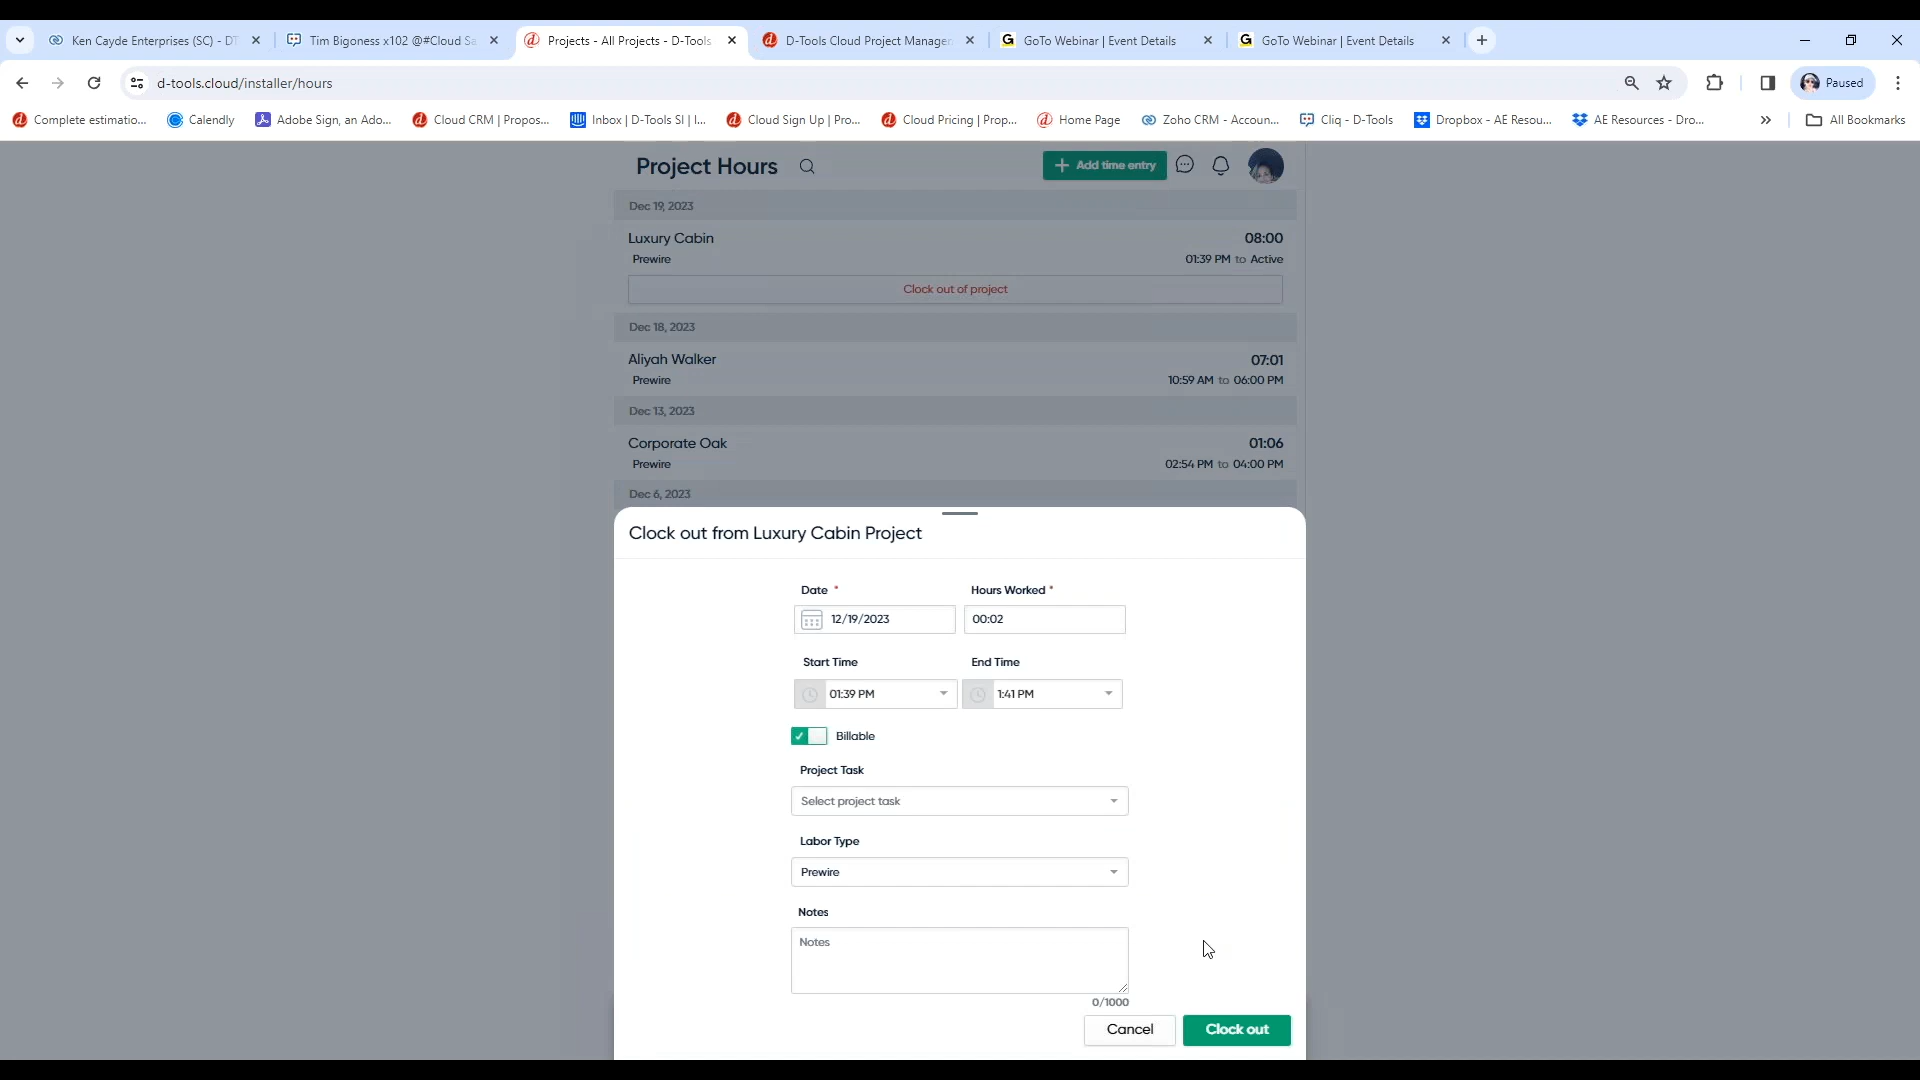 Ken Cayde Enterprises (SC) - DT
Tim Bigoness x102 @#Cloud Sa
Projects - All Projects - D-Tools
D-Tools Cloud Project Manager
GoTo Webinar | Event Details
GoTo Webinar | Event Details
d-tools.cloud/installer/hours
Paused
Complete estimatio...
Calendly
Adobe Sign, an Ado...
Cloud CRM | Propos...
Inbox | D-Tools SI | I...
Cloud Sign Up | Pro...
Cloud Pricing | Prop...
Home Page
Zoho CRM - Accoun...
Cliq - D-Tools
Dropbox - AE Resou...
AE Resources - Dro...
All Bookmarks
Project Hours
Add time entry
Dec 19, 2023
Luxury Cabin 08:00
Prewire 01:39 PM to Active
Clock out of project
Dec 18, 2023
Aliyah Walker 07:01
Prewire 10:59 AM to 06:00 PM
Dec 13, 2023
Corporate Oak 01:06
Prewire 02:54 PM to 04:00 PM
Dec 6, 2023
Clock out from Luxury Cabin Project
Date * Hours Worked *
12/19/2023 00:02
Start Time End Time
01:39 PM 1:41 PM
Billable
Project Task
Select project task
Labor Type
Prewire
Notes
Notes
0/1000
Cancel Clock out